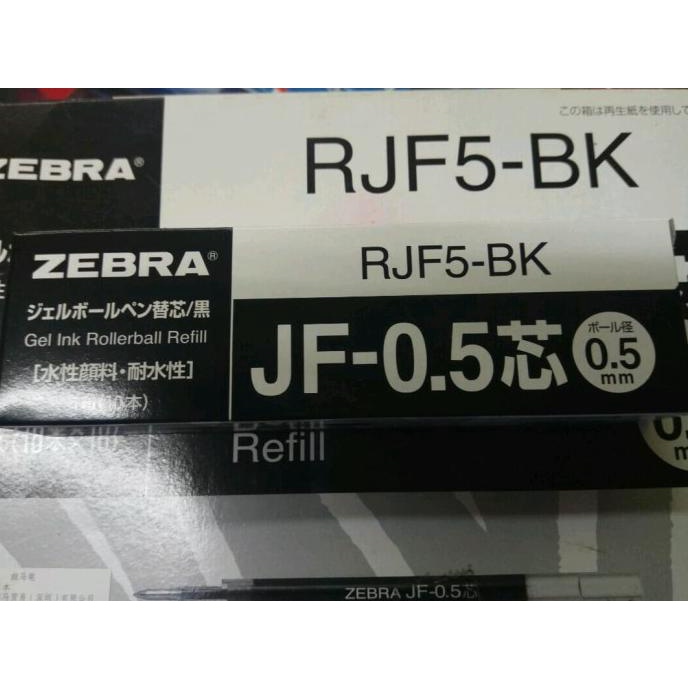 この箱は再生紙を使用して
ZEBRA®
RJF5-BK
ZEBRA®
RJF5-BK
ジェルボールペン替芯/黒
Gel Ink Rollerball Refill
JF-0.5芯
ボール径
0.5
mm
[水性顔料・耐水性]
(10本)
Refill
ZEBRA JF-0.5芯